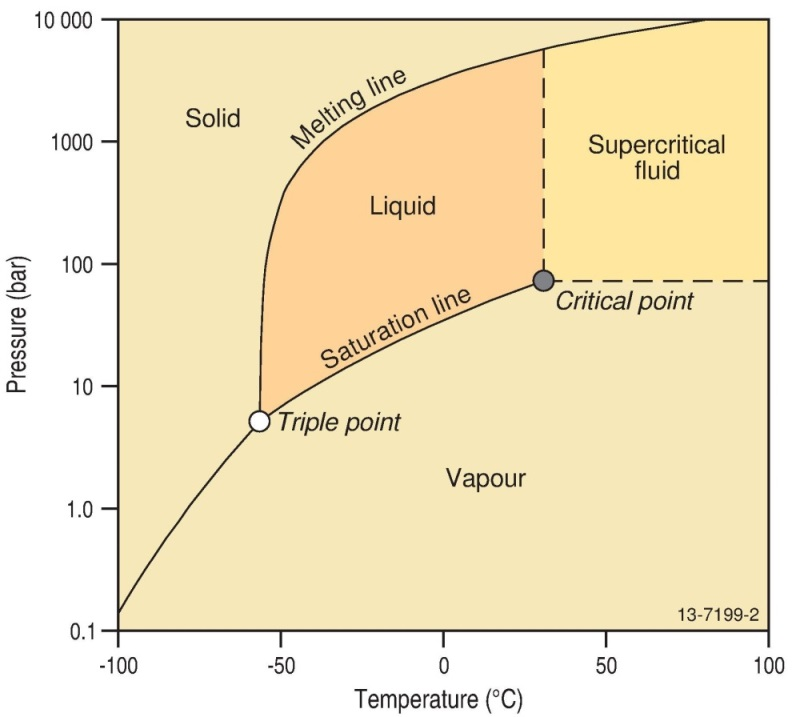 10 000
1000
100
10
1.0
0.1
Pressure (bar)
Solid
Melting line
Liquid
Supercritical
fluid
Saturation line
Critical point
Triple point
Vapour
13-7199-2
-100
-50
0
50
100
Temperature (°C)